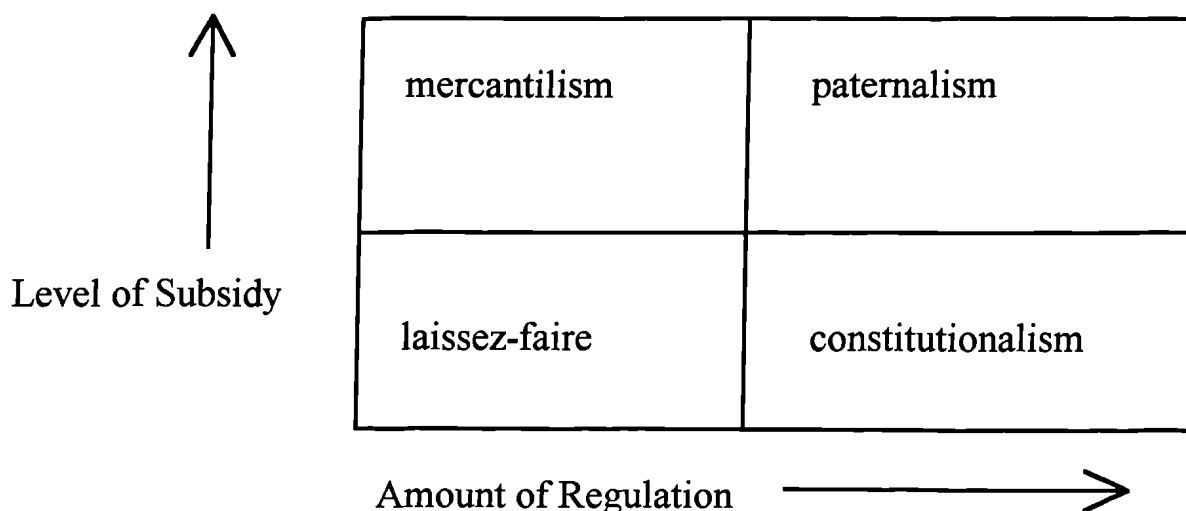 mercantilism paternalism
Level of Subsidy
laissez-faire constitutionalism
Amount of Regulation